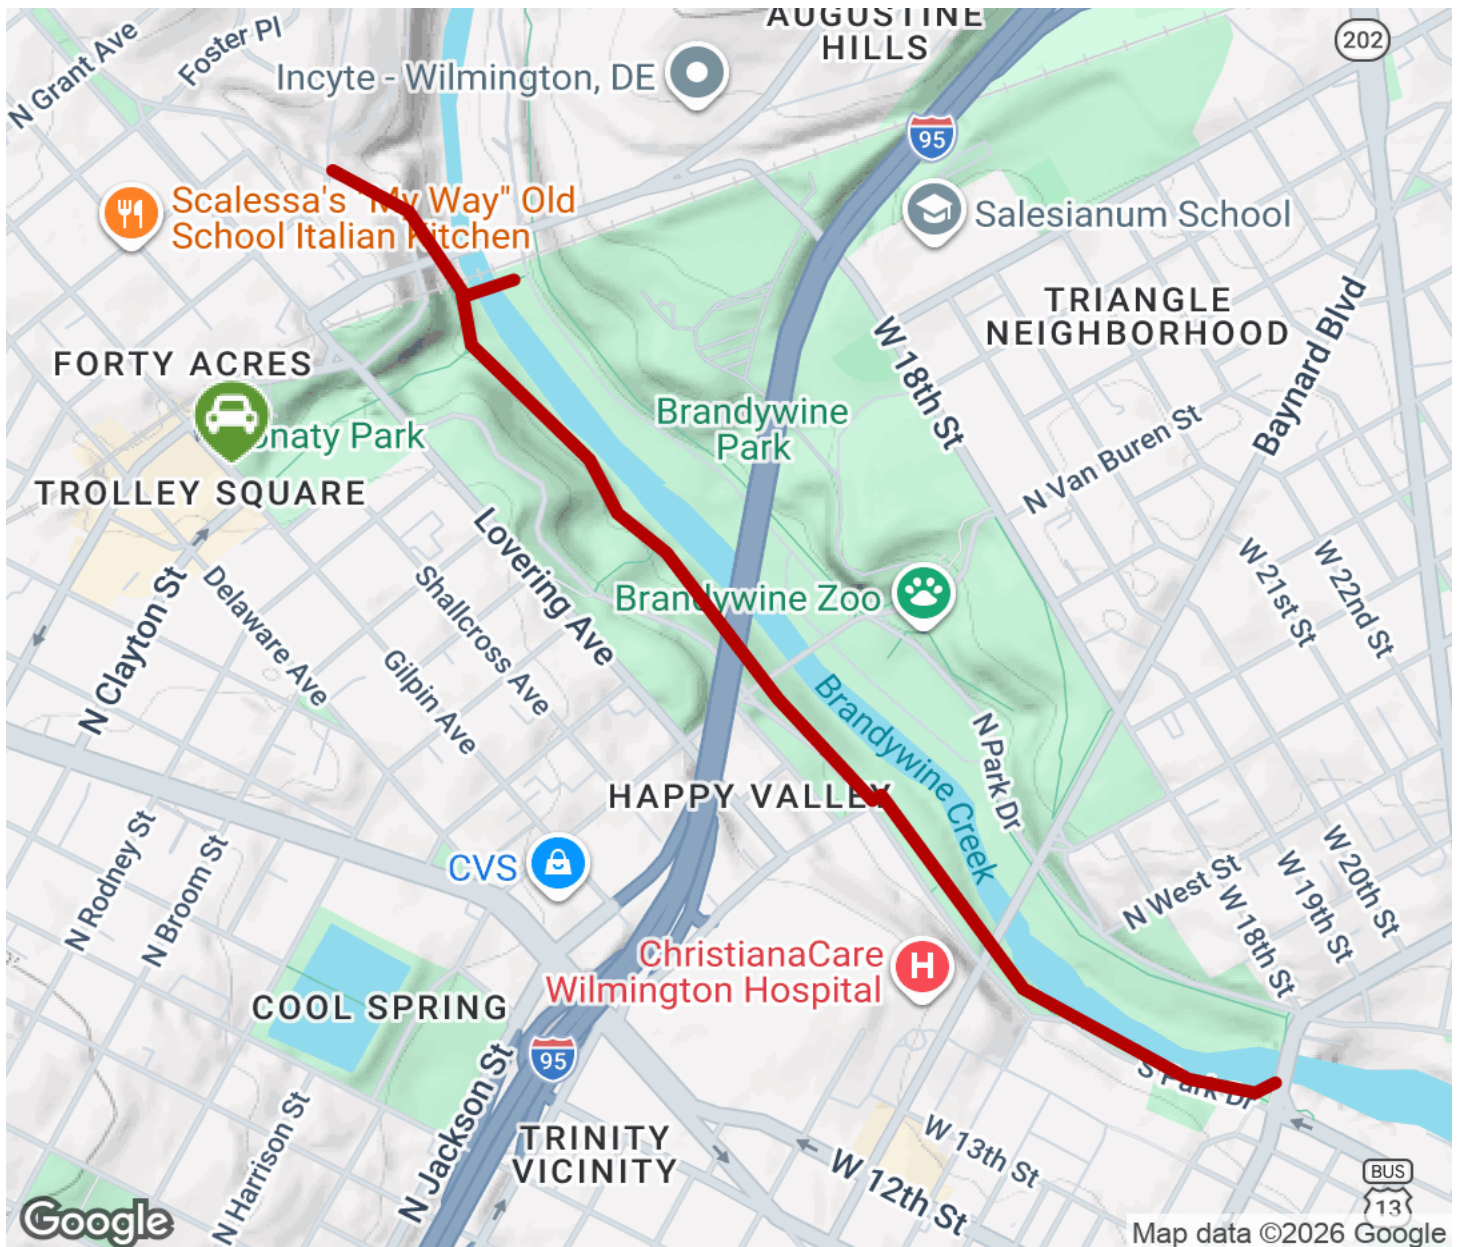 AUGUSTINE
HILLS
202
N Grant Ave
Foster Pl
Incyte - Wilmington, DE
95
Scalessa's "My Way" Old
School Italian Kitchen
Salesianum School
TRIANGLE
NEIGHBORHOOD
Baynard Blvd
W 18th St
FORTY ACRES
Brandywine
Park
naty Park
N Van Buren St
TROLLEY SQUARE
Lovering Ave
W 21st St
W 22nd St
Delaware Ave
Shallcross Ave
Brandywine Zoo
N Clayton St
Gilpin Ave
Brandywine Creek
N Park Dr
HAPPY VALLEY
N Rodney St
N Broom St
CVS
N West St
W 18th St
W 19th St
W 20th St
ChristianaCare
Wilmington Hospital
H
COOL SPRING
95
N Jackson St
S Park Dr
N Harrison St
TRINITY
VICINITY
W 13th St
W 12th St
BUS
13
Google
Map data ©2026 Google